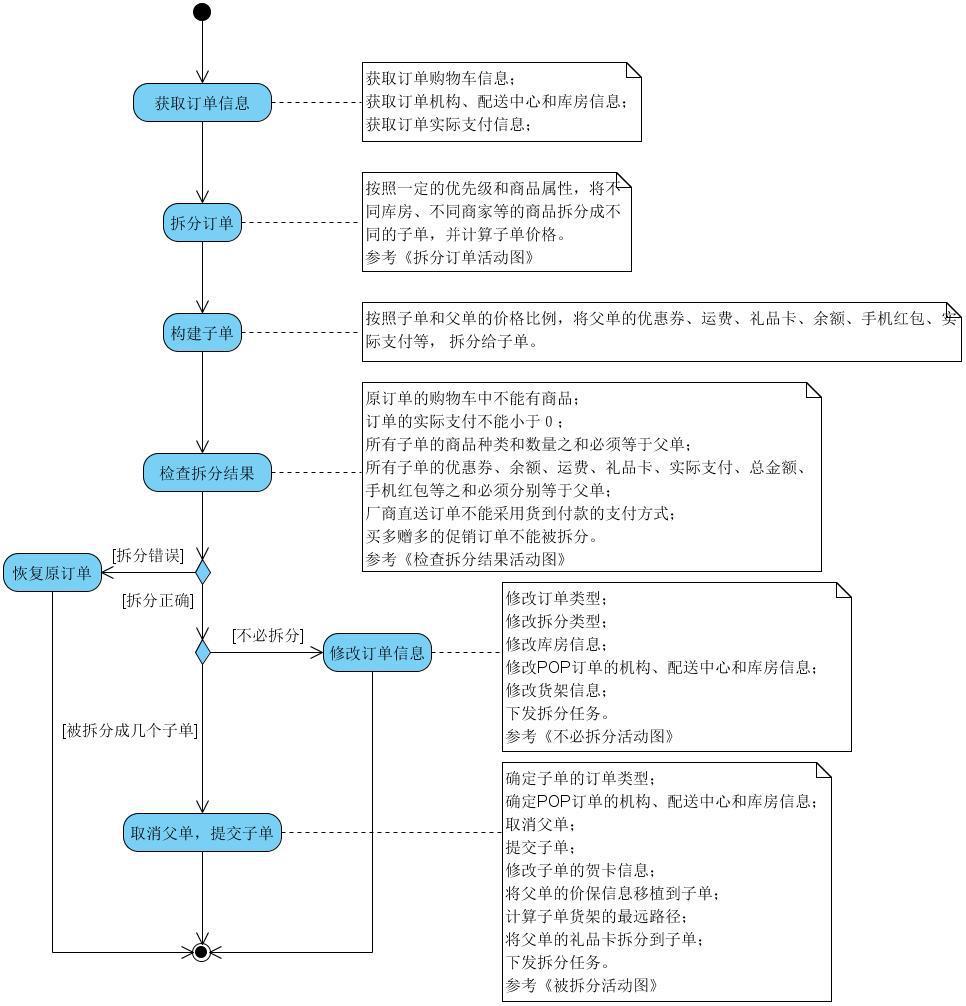 获取订单信息
获取订单购物车信息；
获取订单机构、配送中心和库房信息；
获取订单实际支付信息；
拆分订单
按照一定的优先级和商品属性，将不
同库房、不同商家等的商品拆分成不
同的子单，并计算子单价格。
参考《拆分订单活动图》
构建子单
按照子单和父单的价格比例，将父单的优惠券、运费、礼品卡、余额、手机红包、实
际支付等， 拆分给子单。
检查拆分结果
原订单的购物车中不能有商品；
订单的实际支付不能小于0；
所有子单的商品种类和数量之和必须等于父单；
所有子单的优惠券、余额、运费、礼品卡、实际支付、总金额、
手机红包等之和必须分别等于父单；
厂商直送订单不能采用货到付款的支付方式；
买多赠多的促销订单不能被拆分。
参考《检查拆分结果活动图》
[拆分错误]
恢复原订单
[拆分正确]
[不必拆分]
修改订单信息
修改订单类型；
修改拆分类型；
修改库房信息；
修改POP订单的机构、配送中心和库房信息；
修改货架信息；
下发拆分任务。
参考《不必拆分活动图》
[被拆分成几个子单]
取消父单，提交子单
确定子单的订单类型；
确定POP订单的机构、配送中心和库房信息；
取消父单；
提交子单；
修改子单的贺卡信息；
将父单的价保信息移植到子单；
计算子单货架的最远路径；
将父单的礼品卡拆分到子单；
下发拆分任务。
参考《被拆分活动图》